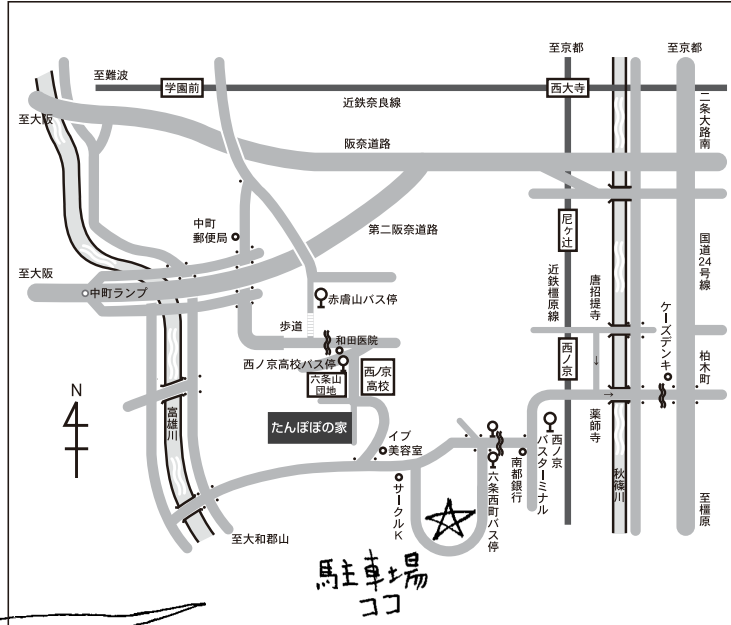 至京都
至京都
至難波
学園前
西大寺
近鉄奈良線
至大阪
二条大路南
阪奈道路
中町
郵便局
第二阪奈道路
尼ヶ辻
国道24号線
至大阪
中町ランプ
赤膚山バス停
近鉄橿原線
唐招提寺
ケーズデンキ
歩道
和田医院
西ノ京高校バス停
西ノ京
柏木町
六条山
団地
西ノ京
高校
↓
→
N
富雄川
たんぽぽの家
イブ
美容室
薬師寺
西ノ京
バスターミナル
南都銀行
六条西町バス停
サークルK
秋篠川
至橿原
至大和郡山
駐車場
ココ